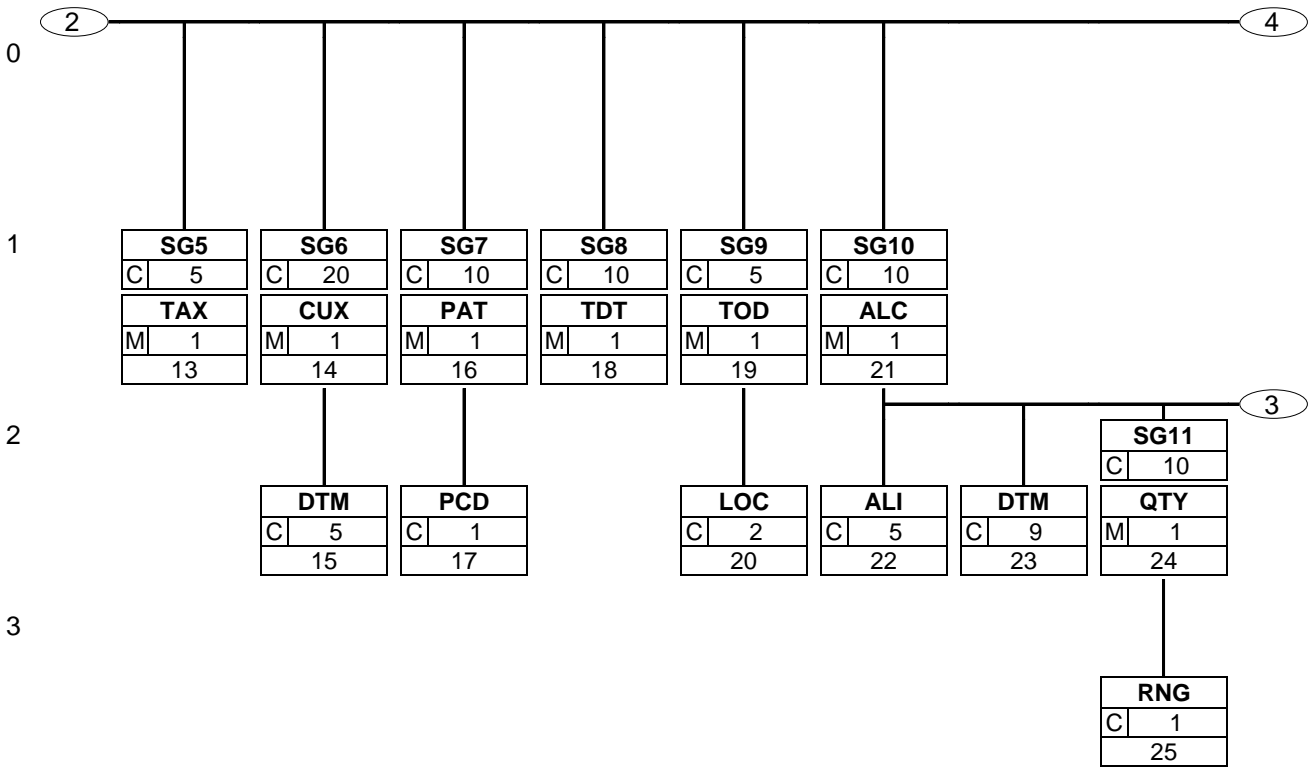 2 4
0
1
SG5 SG6 SG7 SG8 SG9 SG10
C 5 C 20 C 10 C 10 C 5 C 10
TAX CUX PAT TDT TOD ALC
M 1 M 1 M 1 M 1 M 1 M 1
13 14 16 18 19 21
3
2
SG11
C 10
DTM PCD LOC ALI DTM QTY
C 5 C 1 C 2 C 5 C 9 M 1
15 17 20 22 23 24
3
RNG
C 1
25